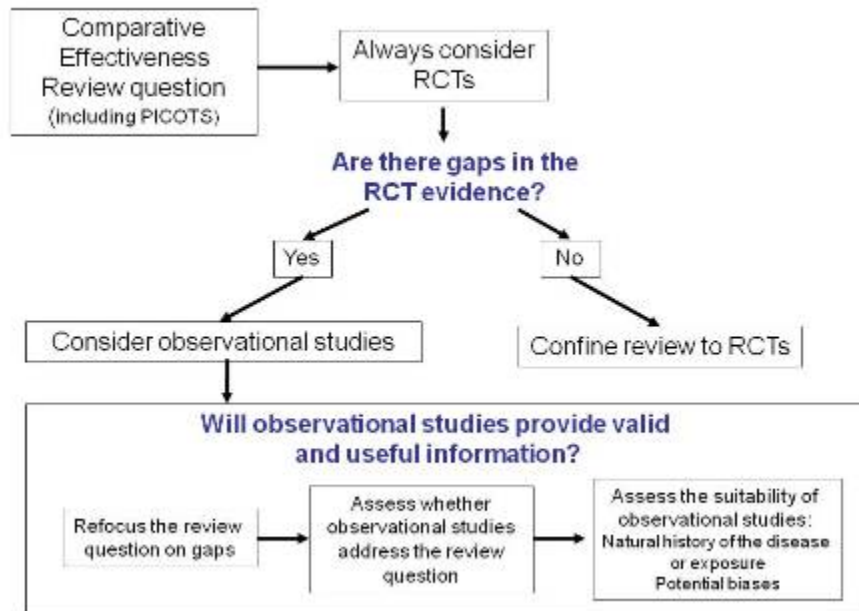 Comparative
Effectiveness
Review question
(including PICOTS)
Always consider
RCTs
Are there gaps in the
RCT evidence?
Yes
No
Consider observational studies
Confine review to RCTs
Will observational studies provide valid
and useful information?
Refocus the review
question on gaps
Assess whether
observational studies
address the review
question
Assess the suitability of
observational studies:
Natural history of the disease
or exposure
Potential biases